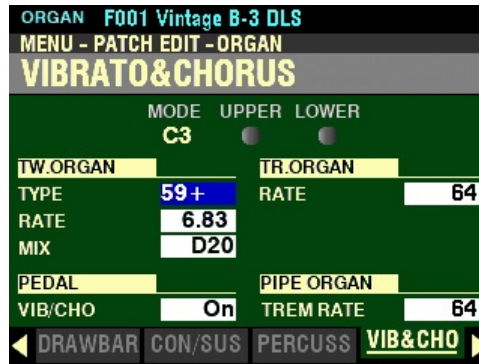 ORGAN F001 Vintage B-3 DLS
MENU - PATCH EDIT - ORGAN
VIBRATO&CHORUS
MODE UPPER LOWER
C3
TW.ORGAN TR.ORGAN
TYPE 59+ RATE 64
RATE 6.83
MIX D20
PEDAL PIPE ORGAN
VIB/CHO On TREM RATE 64
DRAWBAR CON/SUS PERCUSS VIB&CHO